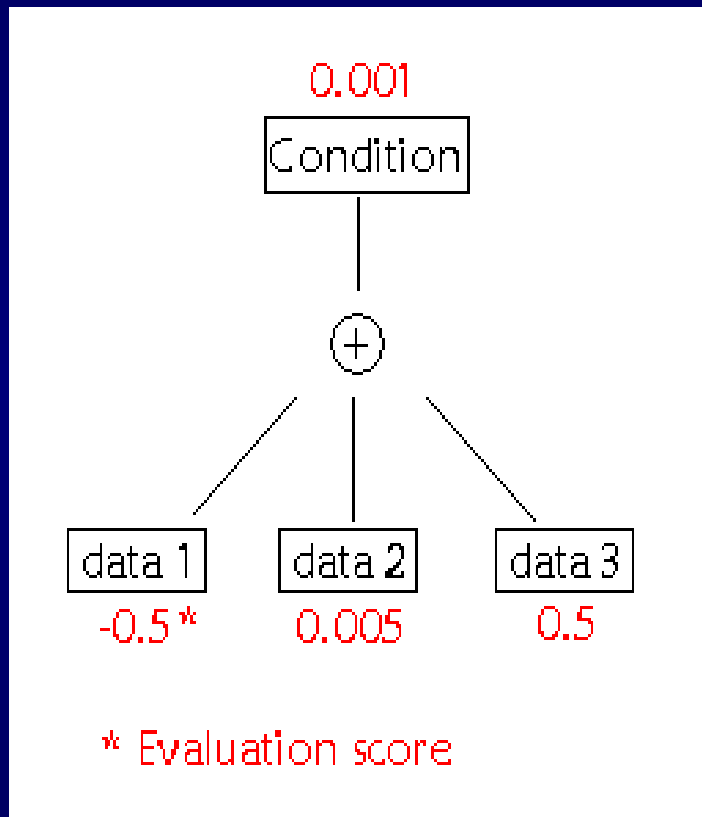 0.001
Condition
+
data 1 data 2 data 3
-0.5* 0.005 0.5
* Evaluation score